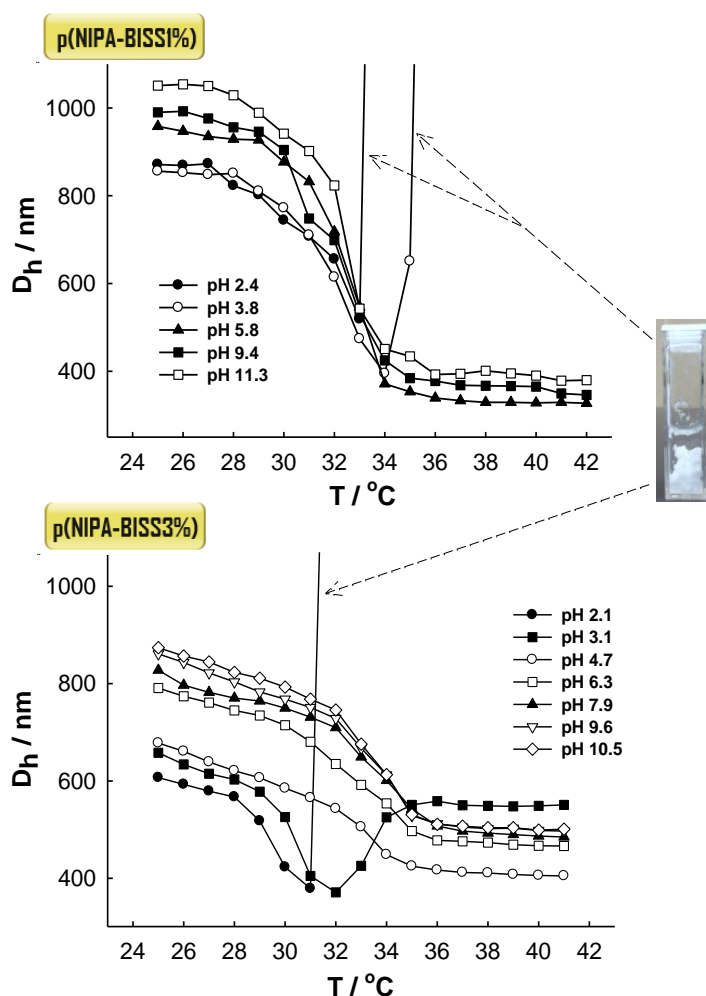 p(NIPA-BISS1%)
1000
800
600
400
Dh / nm
pH 2.4
pH 3.8
pH 5.8
pH 9.4
pH 11.3
24 26 28 30 32 34 36 38 40 42
T / °C
p(NIPA-BISS3%)
1000
800
600
400
Dh / nm
pH 2.1
pH 3.1
pH 4.7
pH 6.3
pH 7.9
pH 9.6
pH 10.5
24 26 28 30 32 34 36 38 40 42
T / °C